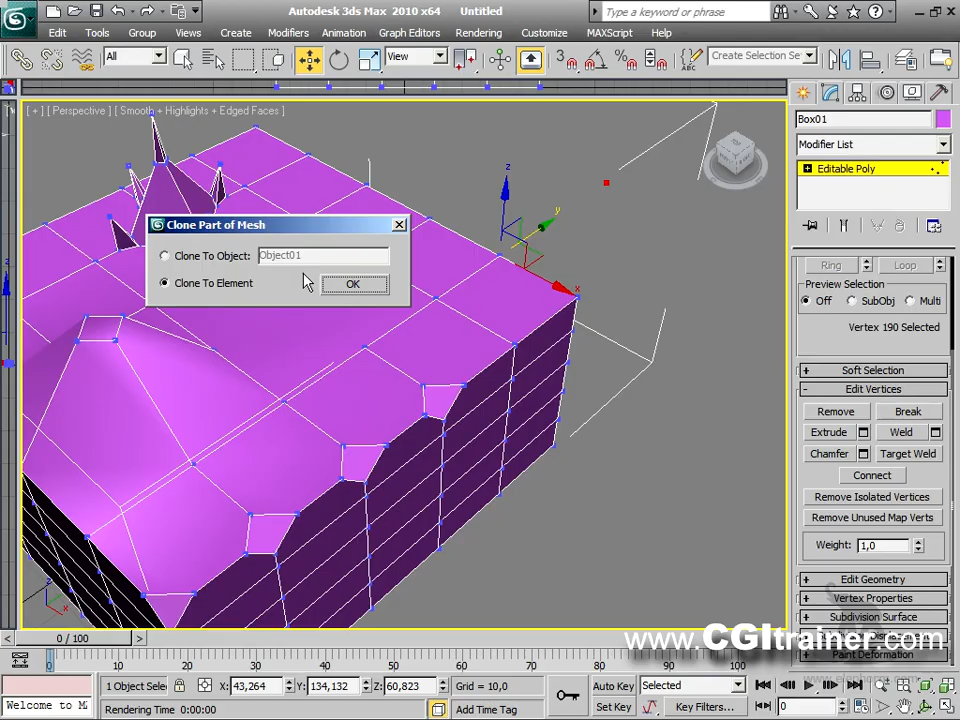 Autodesk 3ds Max 2010 x64 Untitled
Type a keyword or phrase
Edit Tools Group Views Create Modifiers Animation Graph Editors Rendering Customize MAXScript Help
All
View
3
ABC
Create Selection Se
[ + ] [ Perspective ] [ Smooth + Highlights + Edged Faces ]
z
y
x
Clone Part of Mesh
Clone To Object: Object01
Clone To Element
OK
Box01
Modifier List
Editable Poly
Ring Loop
Preview Selection
Off SubObj Multi
Vertex 190 Selected
+ Soft Selection
- Edit Vertices
Remove Break
Extrude Weld
Chamfer Target Weld
Connect
Remove Isolated Vertices
Remove Unused Map Verts
Weight: 1,0
+ Edit Geometry
+ Vertex Properties
+ Subdivision Surface
+ Paint Deformation
z
x
www.CGItrainer.com
< 0 / 100 >
0 10 20 30 40 50 60 70 80 90 100
1 Object Selec X: 43,264 Y: 134,132 Z: 60,823 Grid = 10,0 Auto Key Selected
Welcome to M Rendering Time 0:00:00 Add Time Tag Set Key Key Filters... 0